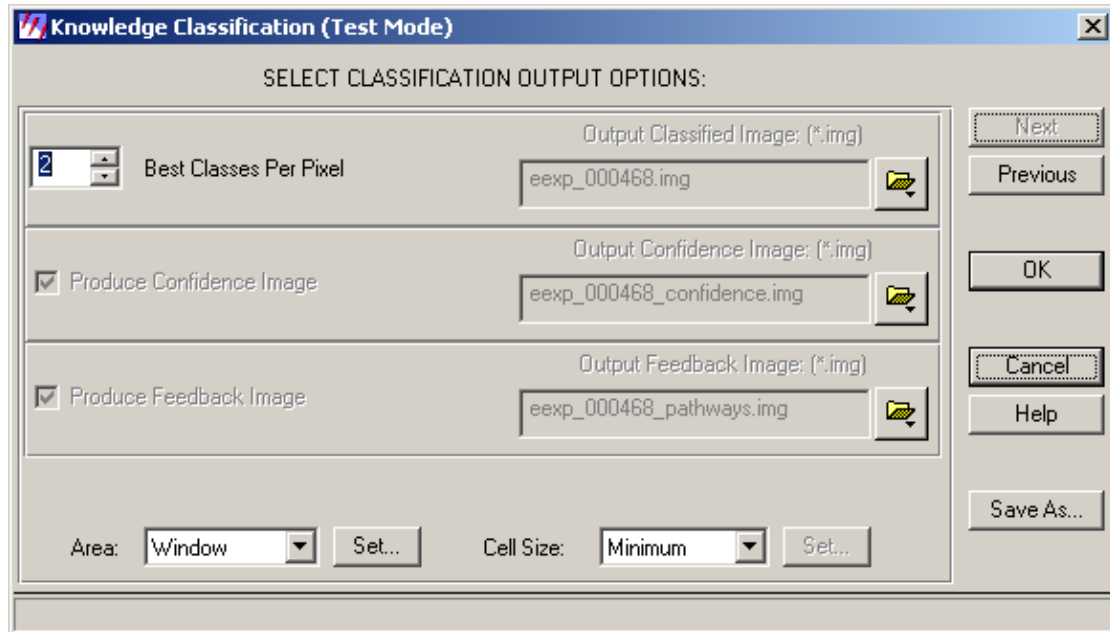 Knowledge Classification (Test Mode)
SELECT CLASSIFICATION OUTPUT OPTIONS:
2 Best Classes Per Pixel
Output Classified Image: (*.img)
eexp_000468.img
Produce Confidence Image
Output Confidence Image: (*.img)
eexp_000468_confidence.img
Produce Feedback Image
Output Feedback Image: (*.img)
eexp_000468_pathways.img
Area: Window Set... Cell Size: Minimum Set...
Next
Previous
OK
Cancel
Help
Save As...